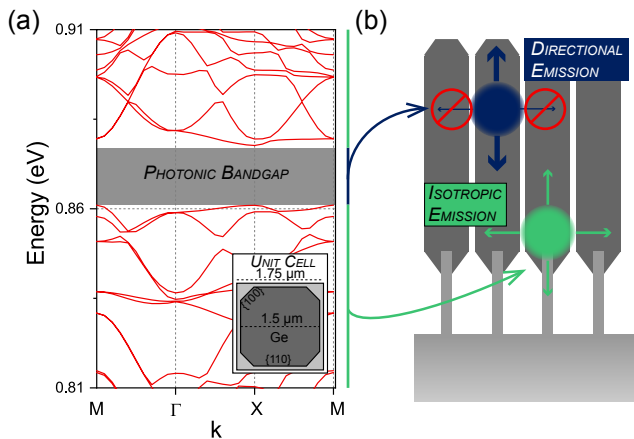 (a)
0.91
0.86
0.81
Energy (eV)
PHOTONIC BANDGAP
UNIT CELL
1.75 µm
{100}
1.5 µm
Ge
{110}
M
Γ
X
M
k
(b)
DIRECTIONAL
EMISSION
ISOTROPIC
EMISSION